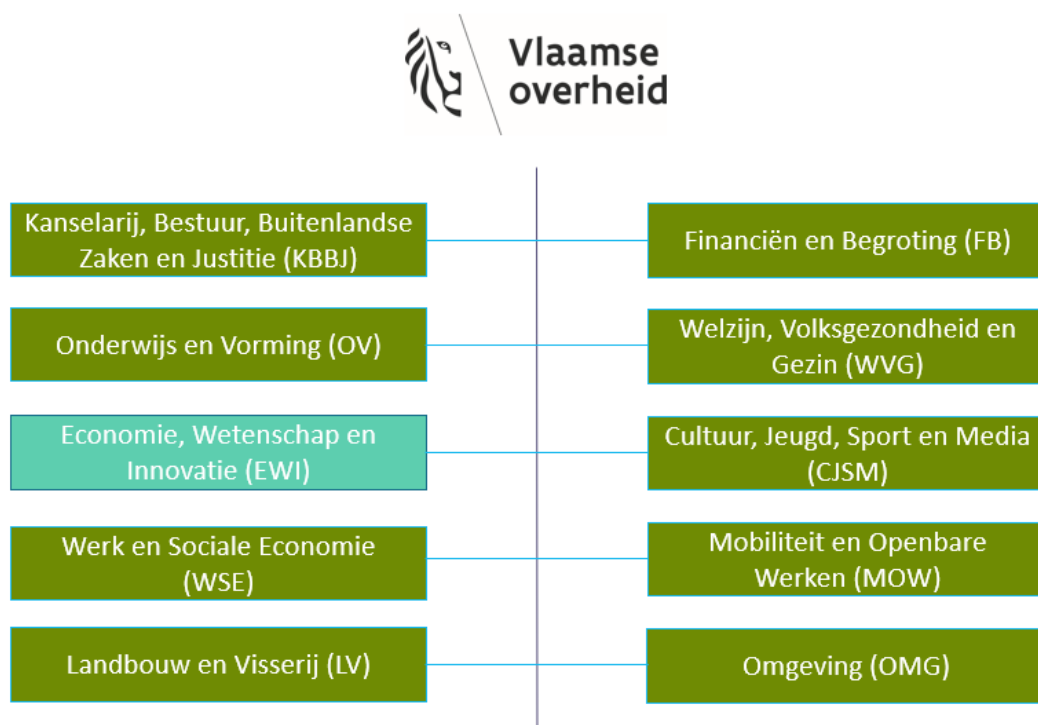 Vlaamse
overheid
Kanselarij, Bestuur, Buitenlandse
Zaken en Justitie (KBBJ)
Financiën en Begroting (FB)
Onderwijs en Vorming (OV)
Welzijn, Volksgezondheid en
Gezin (WVG)
Economie, Wetenschap en
Innovatie (EWI)
Cultuur, Jeugd, Sport en Media
(CJSM)
Werk en Sociale Economie
(WSE)
Mobiliteit en Openbare
Werken (MOW)
Landbouw en Visserij (LV)
Omgeving (OMG)